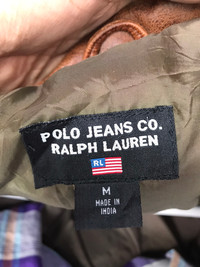 POLO JEANS CO.
RALPH LAUREN
RL
M
MADE IN
INDIA